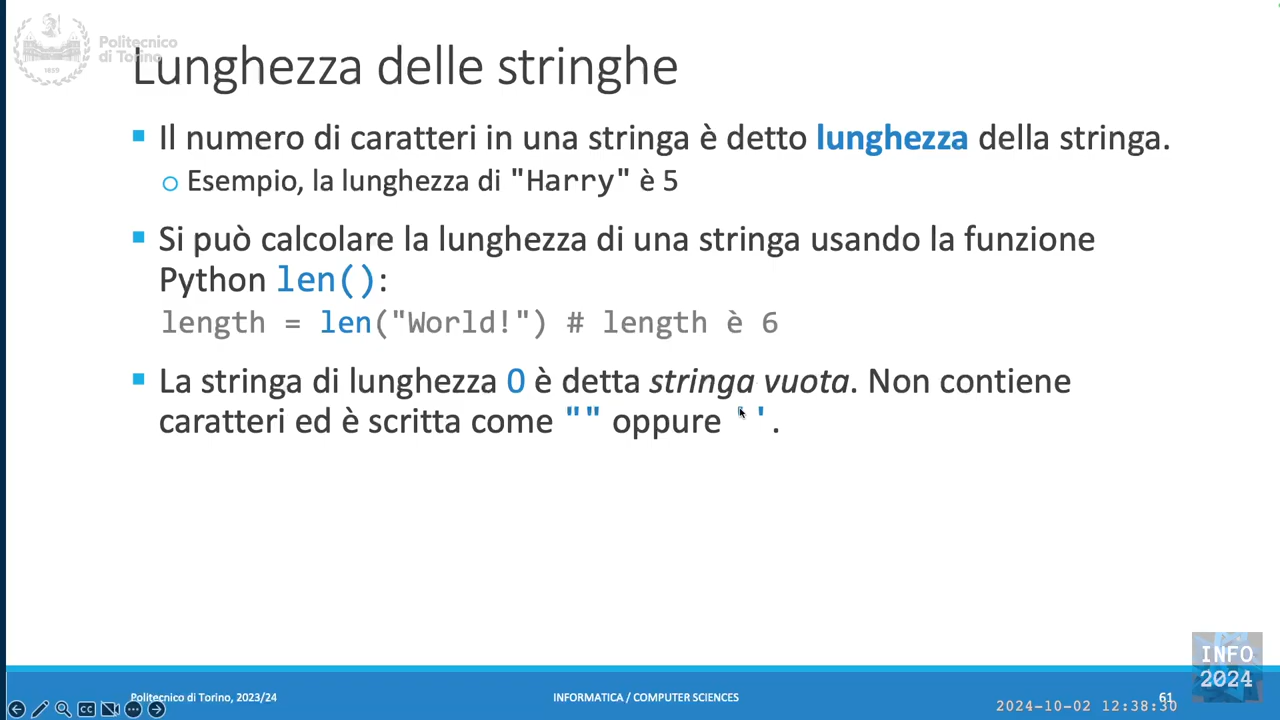 Politecnico
di Torino
1859
Lunghezza delle stringhe
▪ Il numero di caratteri in una stringa è detto lunghezza della stringa.
o Esempio, la lunghezza di "Harry" è 5
▪ Si può calcolare la lunghezza di una stringa usando la funzione
Python len():
length = len("World!") # length è 6
▪ La stringa di lunghezza 0 è detta stringa vuota. Non contiene
caratteri ed è scritta come "" oppure ''.
INFO
2024
Politecnico di Torino, 2023/24
INFORMATICA / COMPUTER SCIENCES
61
CC
2024-10-02 12:38:30